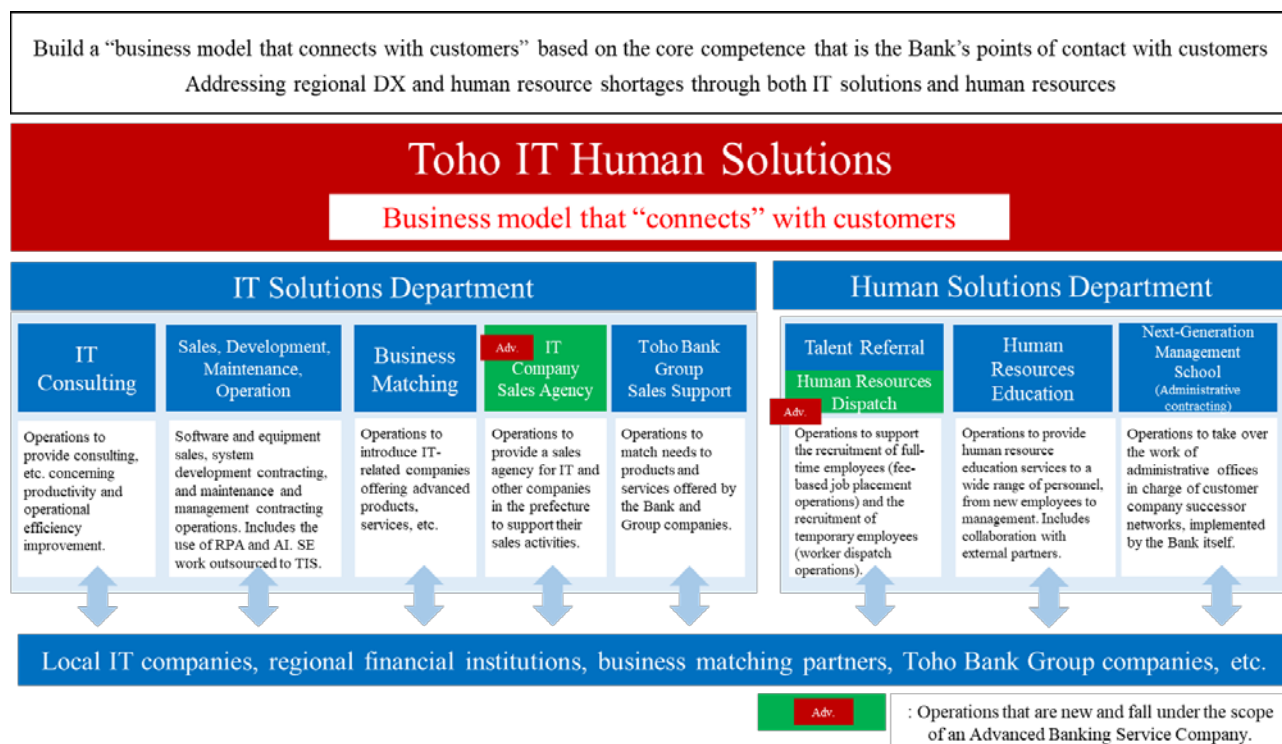 Build a “business model that connects with customers” based on the core competence that is the Bank’s points of contact with customers
Addressing regional DX and human resource shortages through both IT solutions and human resources
Toho IT Human Solutions
Business model that “connects” with customers
IT Solutions Department
IT
Consulting
Operations to
provide consulting,
etc. concerning
productivity and
operational
efficiency
improvement.
Sales, Development,
Maintenance,
Operation
Software and equipment
sales, system
development contracting,
and maintenance and
management contracting
operations. Includes the
use of RPA and AI. SE
work outsourced to TIS.
Business
Matching
Operations to
introduce IT-
related companies
offering advanced
products,
services, etc.
Adv.
IT
Company
Sales Agency
Operations to
provide a sales
agency for IT and
other companies
in the prefecture
to support their
sales activities.
Toho Bank
Group
Sales Support
Operations to
match needs to
products and
services offered by
the Bank and
Group companies.
Human Solutions Department
Talent Referral
Human Resources
Dispatch
Adv.
Operations to support
the recruitment of full-
time employees (fee-
based job placement
operations) and the
recruitment of
temporary employees
(worker dispatch
operations).
Human
Resources
Education
Operations to provide
human resource
education services to a
wide range of personnel,
from new employees to
management. Includes
collaboration with
external partners.
Next-Generation
Management
School
(Administrative
contracting)
Operations to take over
the work of
administrative offices
in charge of customer
company successor
networks, implemented
by the Bank itself.
Local IT companies, regional financial institutions, business matching partners, Toho Bank Group companies, etc.
Adv.
: Operations that are new and fall under the scope
of an Advanced Banking Service Company.